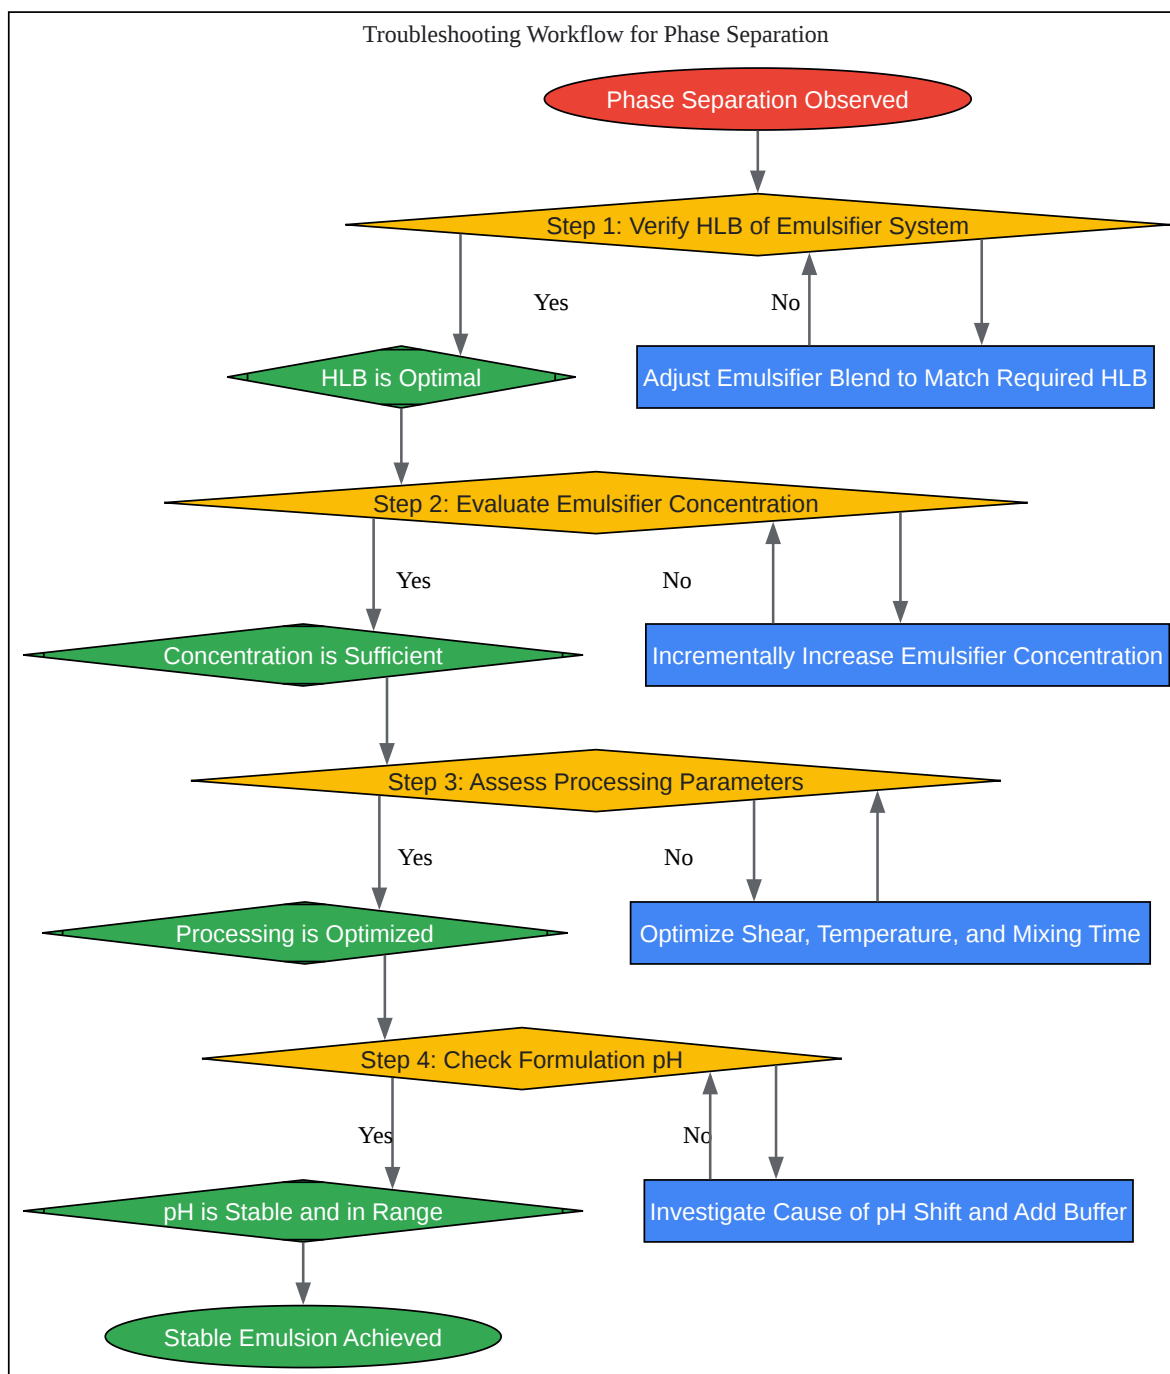 Troubleshooting Workflow for Phase Separation
Phase Separation Observed
Step 1: Verify HLB of Emulsifier System
Yes
No
HLB is Optimal
Adjust Emulsifier Blend to Match Required HLB
Step 2: Evaluate Emulsifier Concentration
Yes
No
Concentration is Sufficient
Incrementally Increase Emulsifier Concentration
Step 3: Assess Processing Parameters
Yes
No
Processing is Optimized
Optimize Shear, Temperature, and Mixing Time
Step 4: Check Formulation pH
Yes
No
pH is Stable and in Range
Investigate Cause of pH Shift and Add Buffer
Stable Emulsion Achieved